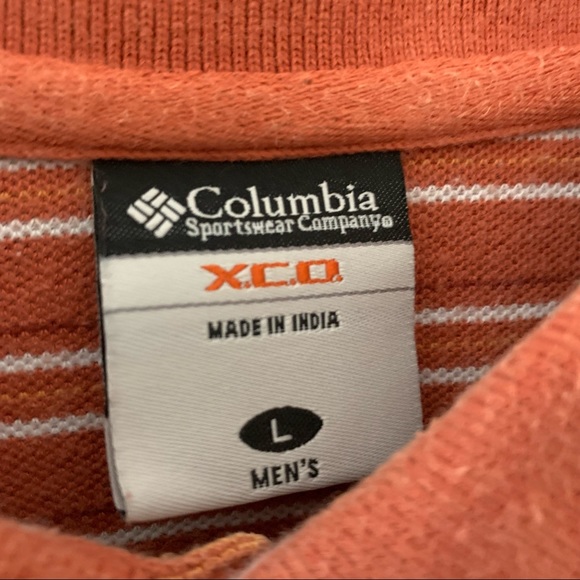 Columbia
Sportswear Company®
X.C.O.
MADE IN INDIA
L
MEN'S